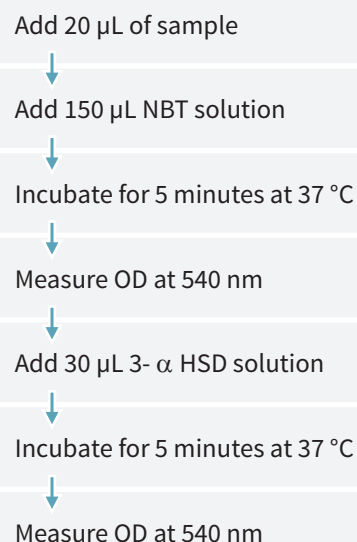 Add 20 µL of sample
Add 150 µL NBT solution
Incubate for 5 minutes at 37 °C
Measure OD at 540 nm
Add 30 µL 3- α HSD solution
Incubate for 5 minutes at 37 °C
Measure OD at 540 nm